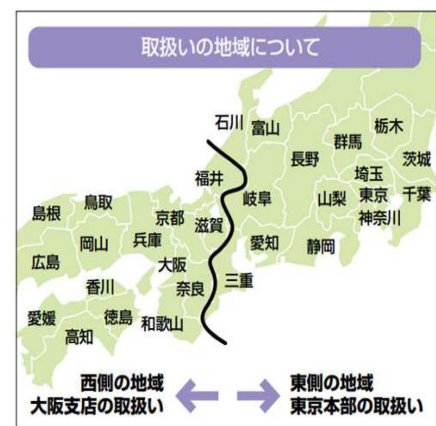 取扱いの地域について
石川
富山
栃木
群馬
長野
茨城
福井
埼玉
岐阜
山梨
東京
千葉
神奈川
島根
鳥取
京都
滋賀
愛知
静岡
広島
岡山
兵庫
大阪
三重
奈良
香川
愛媛
高知
徳島
和歌山
西側の地域
大阪支店の取扱い
東側の地域
東京本部の取扱い